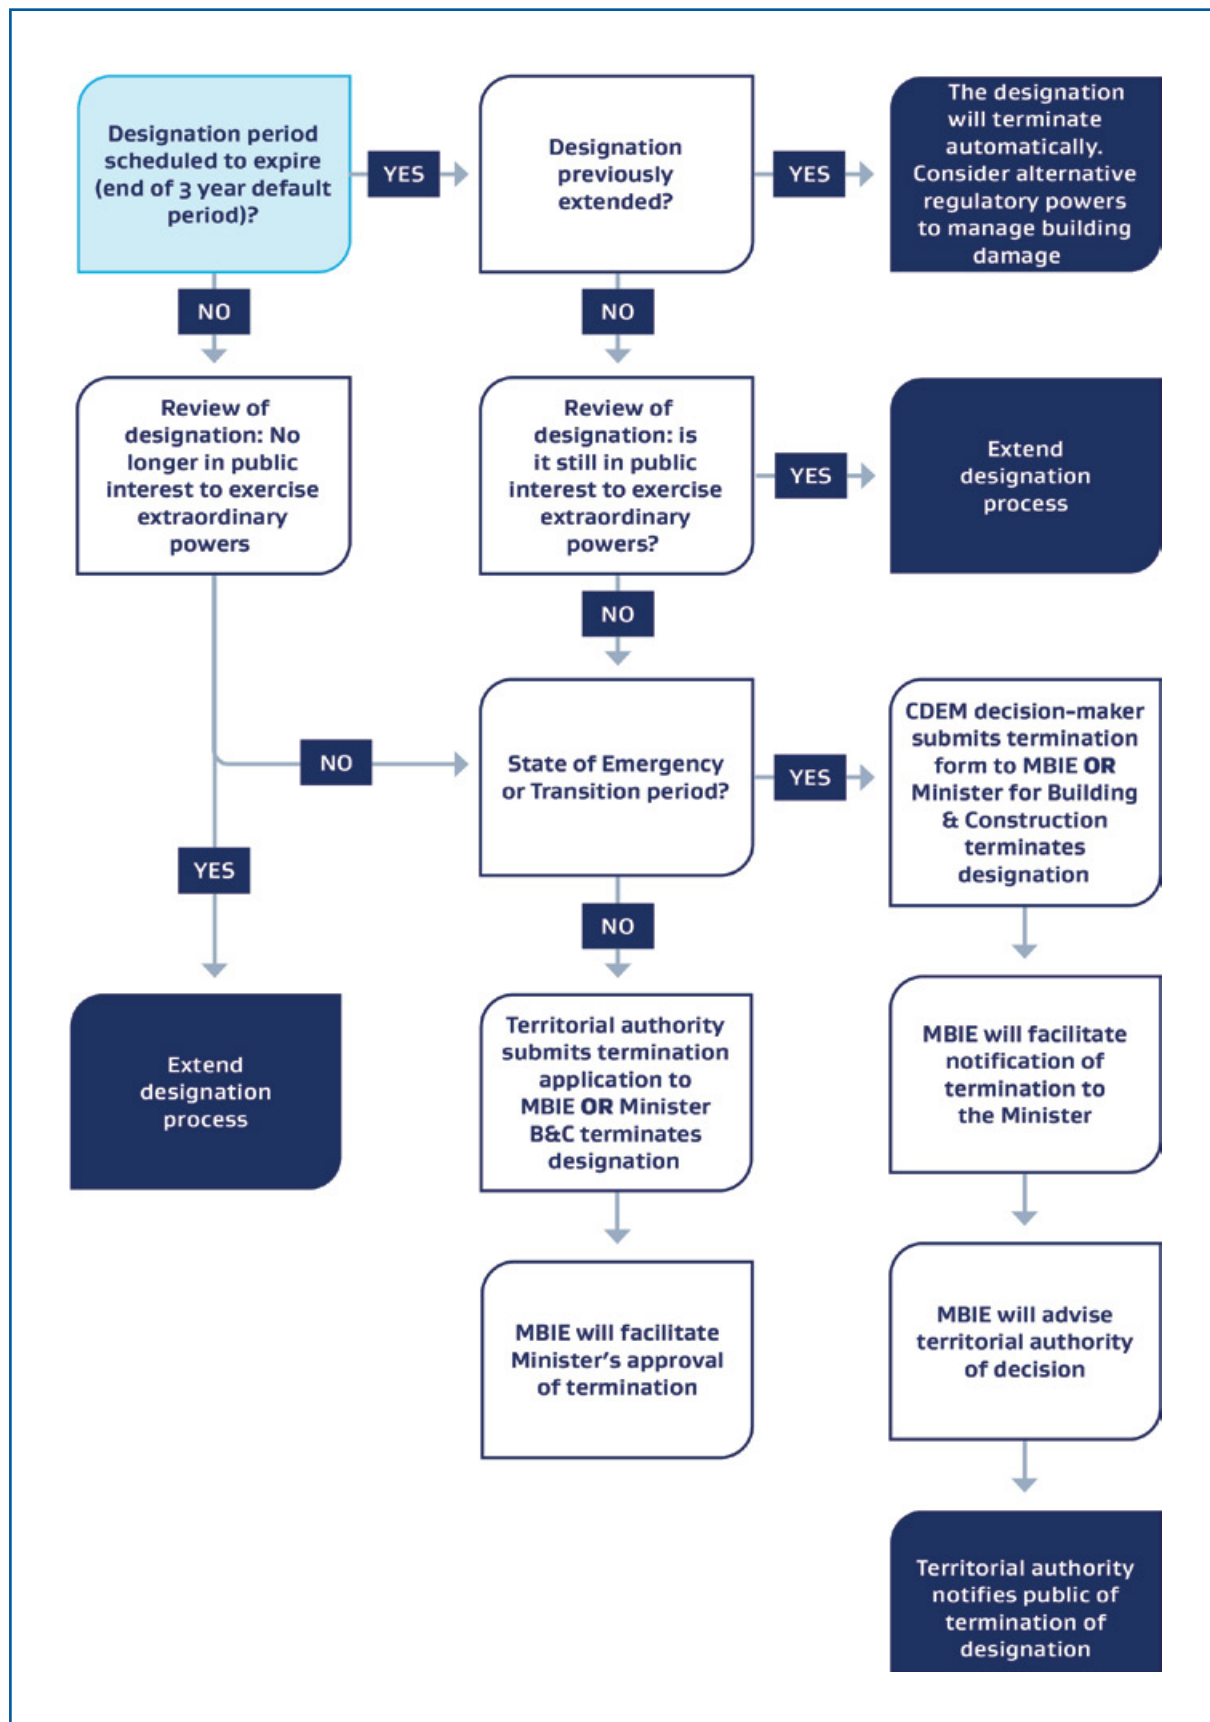 Designation period
scheduled to expire
(end of 3 year default
period)?
YES
Designation
previously
extended?
YES
The designation
will terminate
automatically.
Consider alternative
regulatory powers
to manage building
damage
NO
NO
Review of
designation: No
longer in public
interest to exercise
extraordinary
powers
Review of
designation: is
it still in public
interest to exercise
extraordinary
powers?
YES
Extend
designation
process
NO
NO
State of Emergency
or Transition period?
YES
CDEM decision-maker
submits termination
form to MBIE OR
Minister for Building
& Construction
terminates
designation
YES
NO
Extend
designation
process
Territorial authority
submits termination
application to
MBIE OR Minister
B&C terminates
designation
MBIE will facilitate
notification of
termination to
the Minister
MBIE will facilitate
Minister's approval
of termination
MBIE will advise
territorial authority
of decision
Territorial authority
notifies public of
termination of
designation